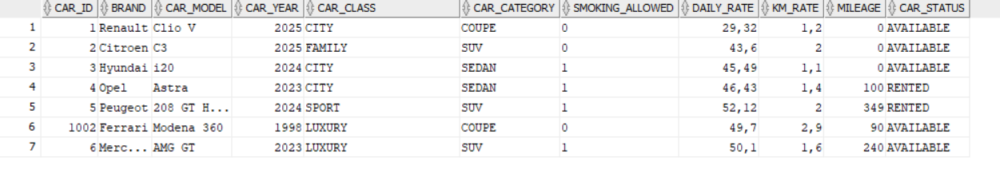 CAR_ID BRAND CAR_MODEL CAR_YEAR CAR_CLASS CAR_CATEGORY SMOKING_ALLOWED DAILY_RATE KM_RATE MILEAGE CAR_STATUS
1 1 Renault Clio V 2025 CITY COUPE 0 29,32 1,2 0 AVAILABLE
2 2 Citroen C3 2025 FAMILY SUV 0 43,6 2 0 AVAILABLE
3 3 Hyundai i20 2024 CITY SEDAN 1 45,49 1,1 0 AVAILABLE
4 4 Opel Astra 2023 CITY SEDAN 1 46,43 1,4 100 RENTED
5 5 Peugeot 208 GT H... 2024 SPORT SUV 1 52,12 2 349 RENTED
6 1002 Ferrari Modena 360 1998 LUXURY COUPE 0 49,7 2,9 90 AVAILABLE
7 6 Merc... AMG GT 2023 LUXURY SUV 1 50,1 1,6 240 AVAILABLE